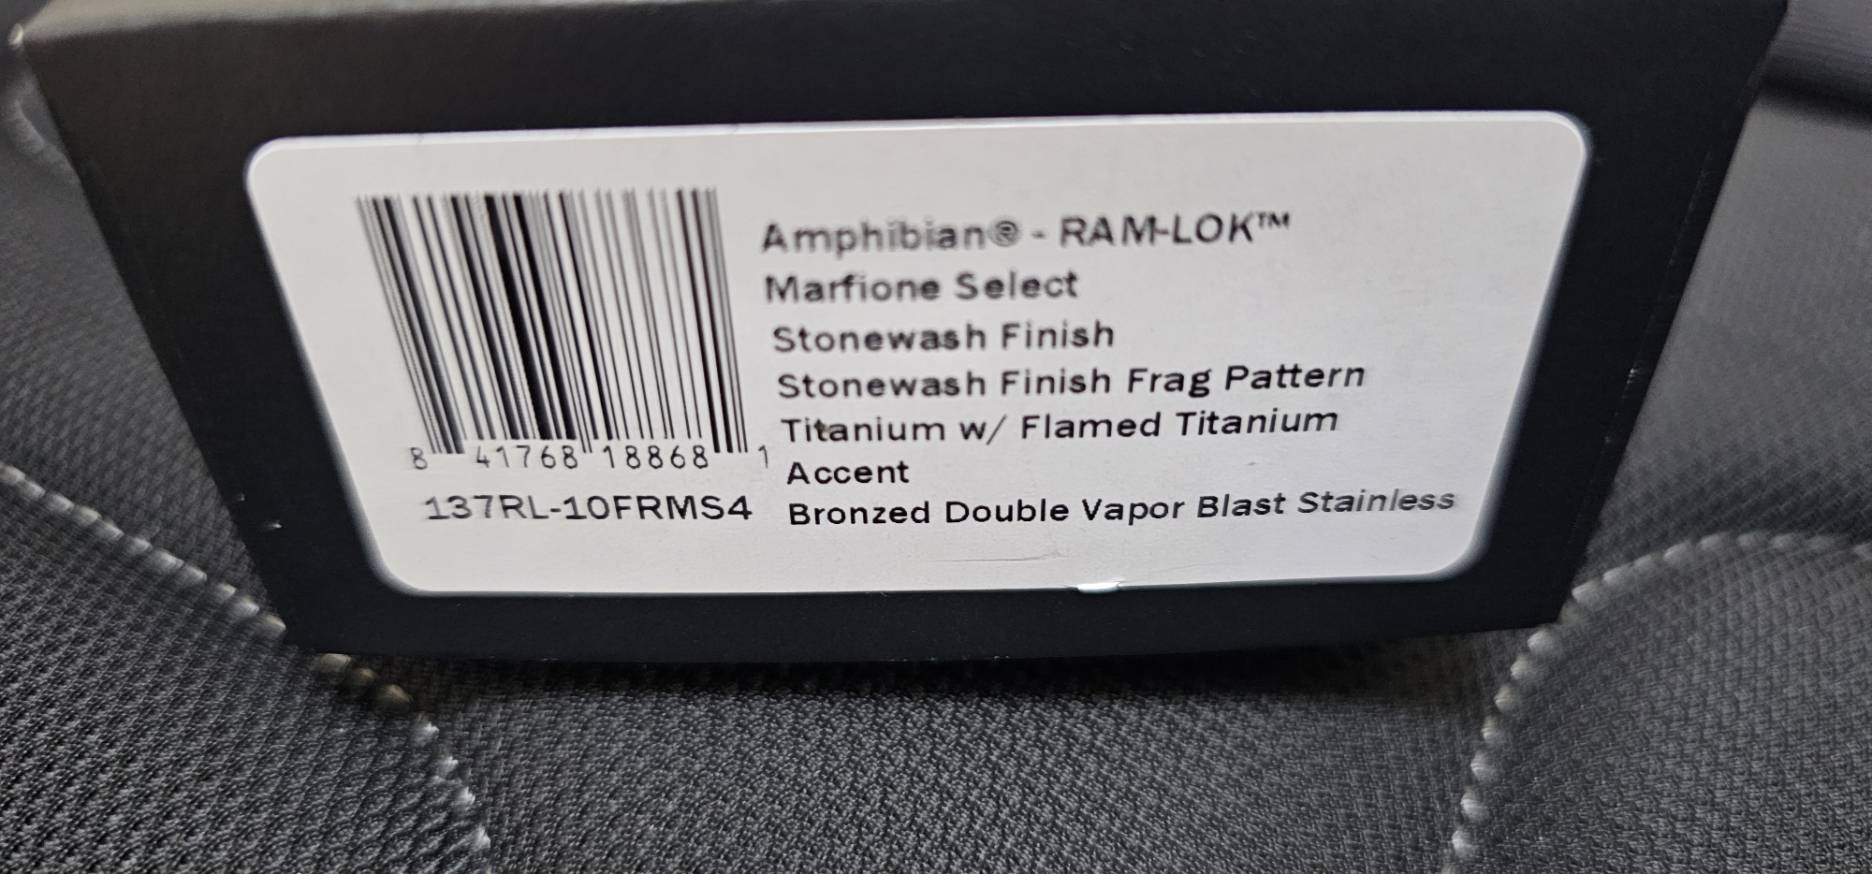 Amphibian® - RAM-LOK™
Marfione Select
Stonewash Finish
Stonewash Finish Frag Pattern
Titanium w/ Flamed Titanium
Accent
Bronzed Double Vapor Blast Stainless
8 41768 18868 1
137RL-10FRMS4